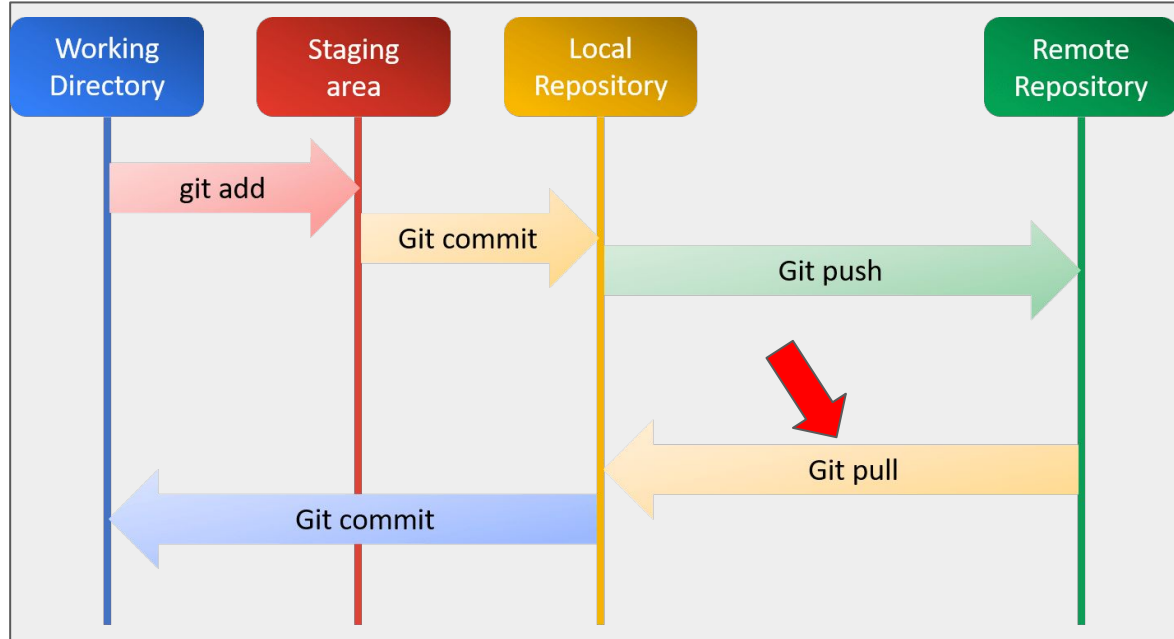 Working
Directory
Staging
area
Local
Repository
Remote
Repository
git add
Git commit
Git push
Git pull
Git commit